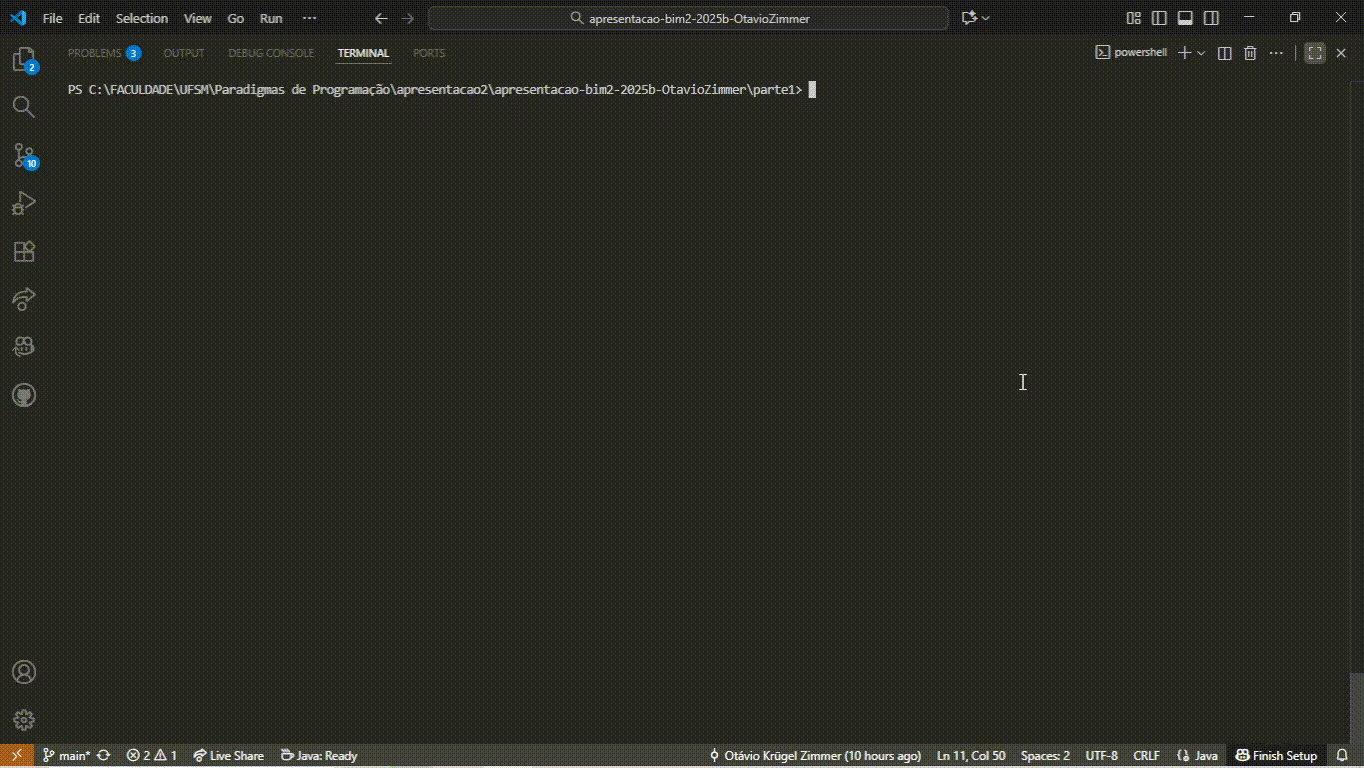 File Edit Selection View Go Run ··· apresentacao-bim2-2025b-OtavioZimmer
PROBLEMS 3 OUTPUT DEBUG CONSOLE TERMINAL PORTS powershell
PS C:\FACULDADE\UFSM\Paradigmas de Programação\apresentacao2\apresentacao-bim2-2025b-OtavioZimmer\parte1>
2
10
main* 2 1 Live Share Java: Ready Otávio Krügel Zimmer (10 hours ago) Ln 11, Col 50 Spaces: 2 UTF-8 CRLF {} Java Finish Setup